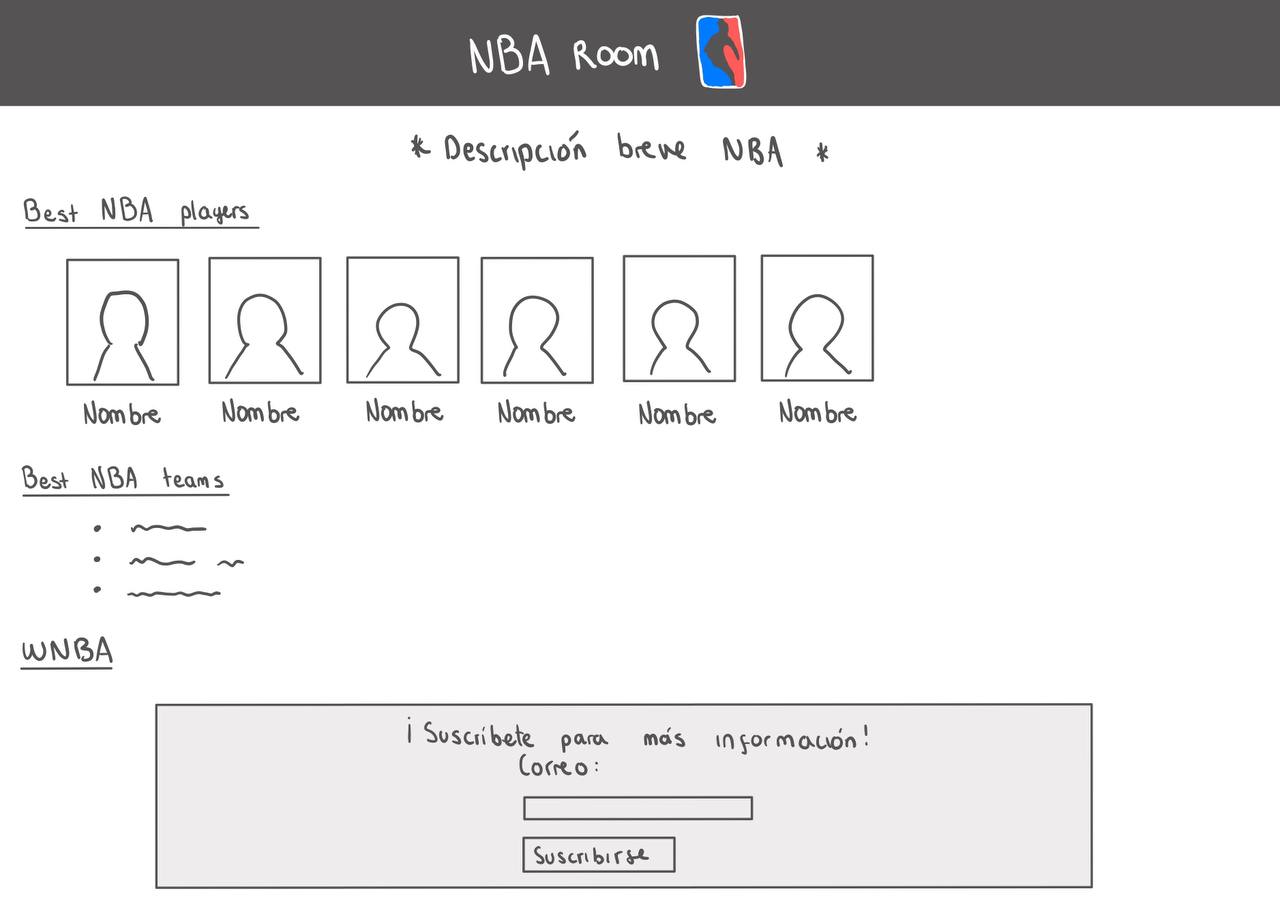 NBA Room
* Descripción breve NBA *
Best NBA players
Nombre Nombre Nombre Nombre Nombre Nombre
Best NBA teams
WNBA
¡Suscríbete para más información!
Correo:
Suscribirse